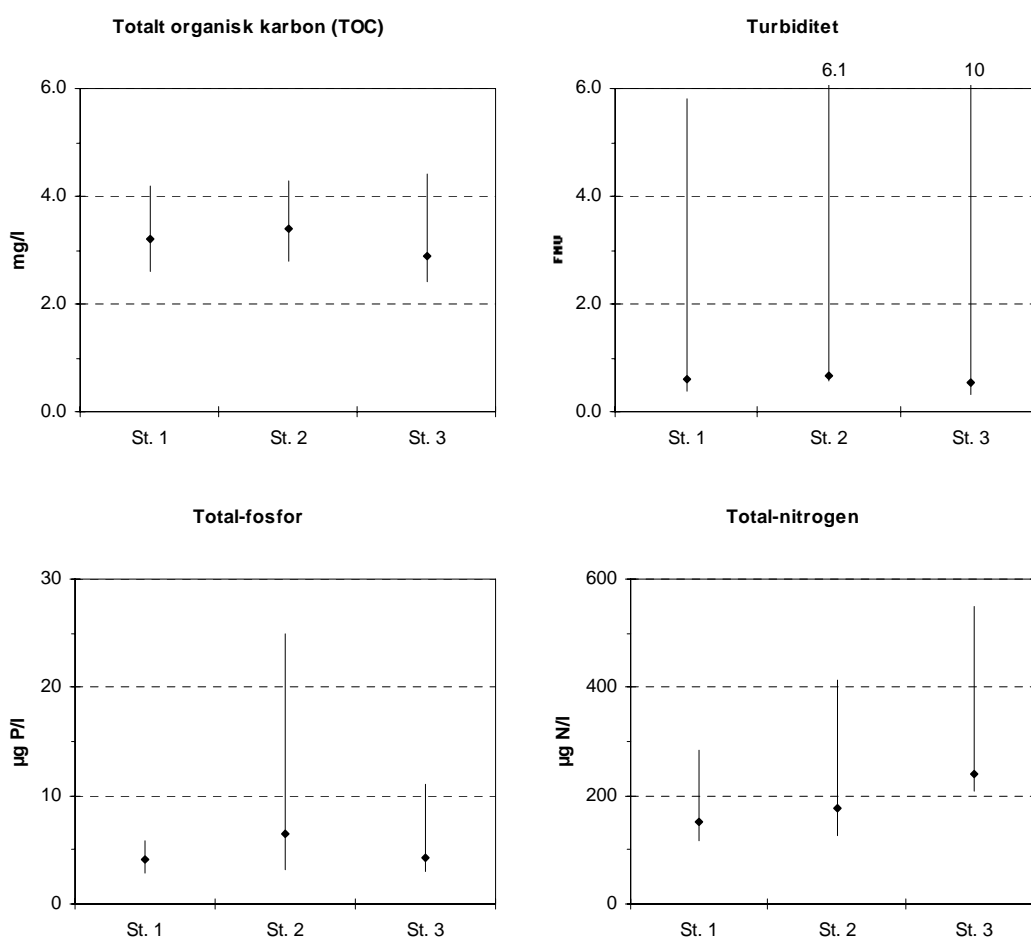 Totalt organisk karbon (TOC)
6.0
4.0
2.0
0.0
mg/l
St. 1 St. 2 St. 3
Turbiditet
6.1 10
6.0
4.0
2.0
0.0
FNU
St. 1 St. 2 St. 3
Total-fosfor
30
20
10
0
µg P/l
St. 1 St. 2 St. 3
Total-nitrogen
600
400
200
0
µg N/l
St. 1 St. 2 St. 3